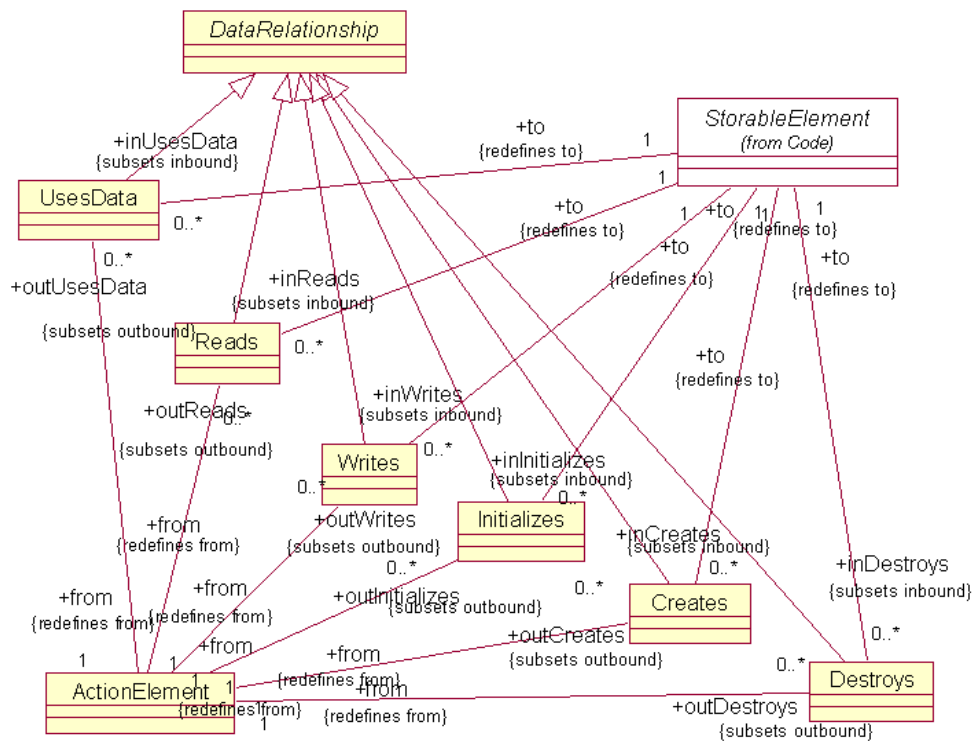 DataRelationship
StorableElement
(from Code)
+to
{redefines to}
1
+inUsesData
{subsets inbound}
UsesData
0..*
0..*
+outUsesData
{subsets outbound}
1
+to
{redefines to}
+inReads
{subsets inbound}
Reads
0..*
+outReads
0..*
{subsets outbound}
1
+to
{redefines to}
1
+to
{redefines to}
1
1
+to
{redefines to}
+to
{redefines to}
+inWrites
{subsets inbound}
Writes
0..*
0..*
+outWrites
{subsets outbound}
+inInitializes
{subsets inbound}
0..*
Initializes
0..*
+outInitializes
{subsets outbound}
+inCreates
{subsets inbound}
0..*
0..*
Creates
+outCreates
{subsets outbound}
+inDestroys
{subsets inbound}
0..*
0..*
Destroys
+outDestroys
{subsets outbound}
+from
{redefines from}
+from
{redefines from}
+from
{redefines from}
+from
{redefines from}
+from
{redefines from}
+from
{redefines from}
1
1
1
1
1
1
ActionElement